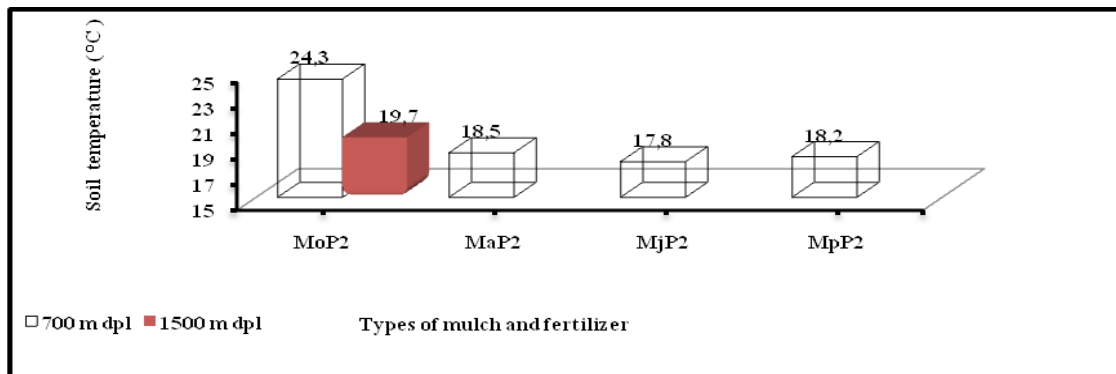 Soil temperature (°C)
25
23
21
19
17
15
24,3
19,7
18,5
17,8
18,2
MoP2 MaP2 MjP2 MpP2
700 m dpl 1500 m dpl
Types of mulch and fertilizer